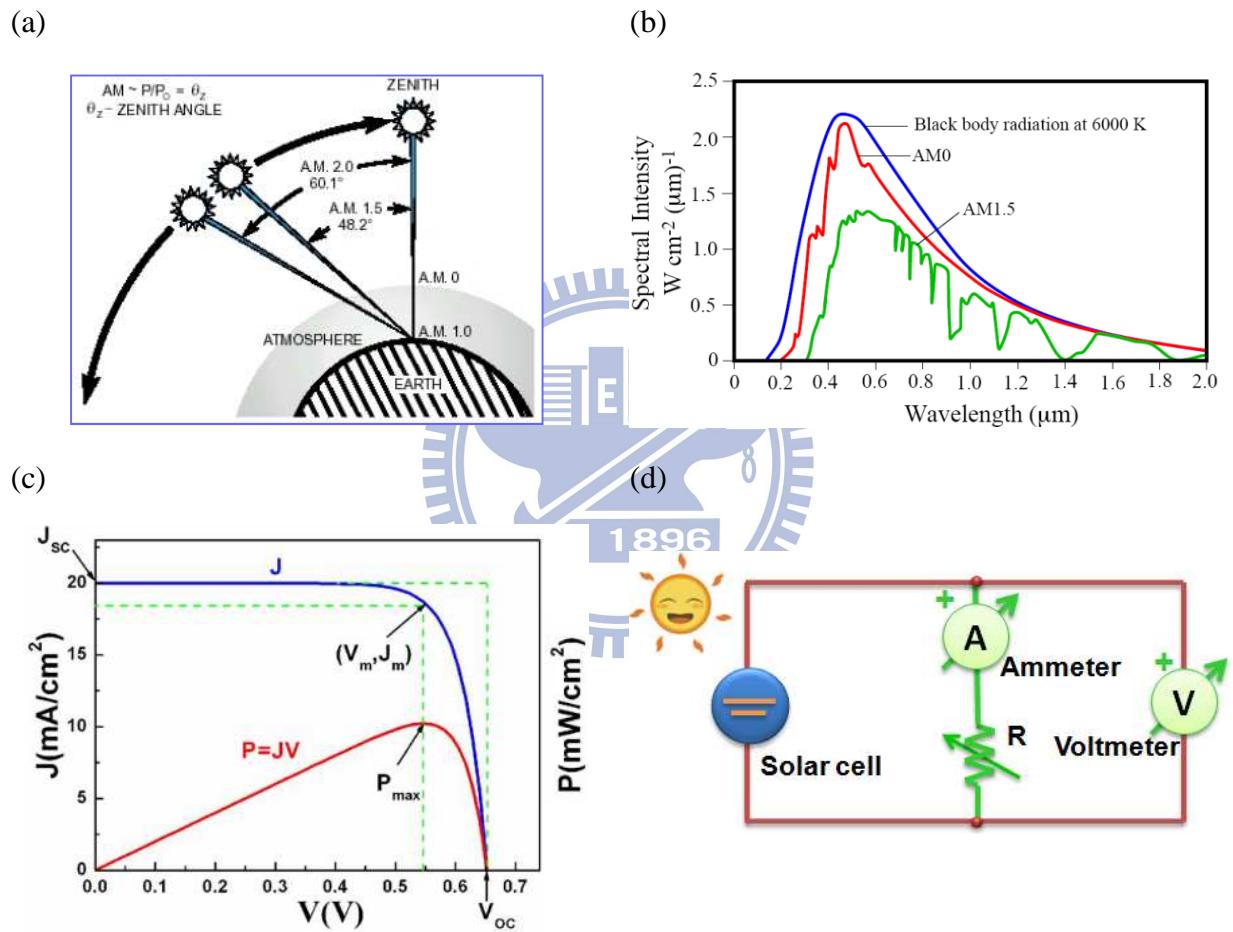 (a)
AM ~ P/P₀ = θz
θz – ZENITH ANGLE
ZENITH
A.M. 2.0
60.1°
A.M. 1.5
48.2°
A.M. 0
A.M. 1.0
ATMOSPHERE
EARTH
(b)
2.5
2.0
1.5
1.0
0.5
0
Spectral Intensity
W cm-2 (μm)-1
Black body radiation at 6000 K
AM0
AM1.5
0 0.2 0.4 0.6 0.8 1.0 1.2 1.4 1.6 1.8 2.0
Wavelength (μm)
E
8
1896
(c)
JSC
J
20
15
10
5
0
J(mA/cm²)
(Vm,Jm)
P=JV
Pmax
P(mW/cm²)
0.0 0.1 0.2 0.3 0.4 0.5 0.6 0.7
V(V)
VOC
(d)
+
A
Ammeter
+
V
R
Voltmeter
Solar cell